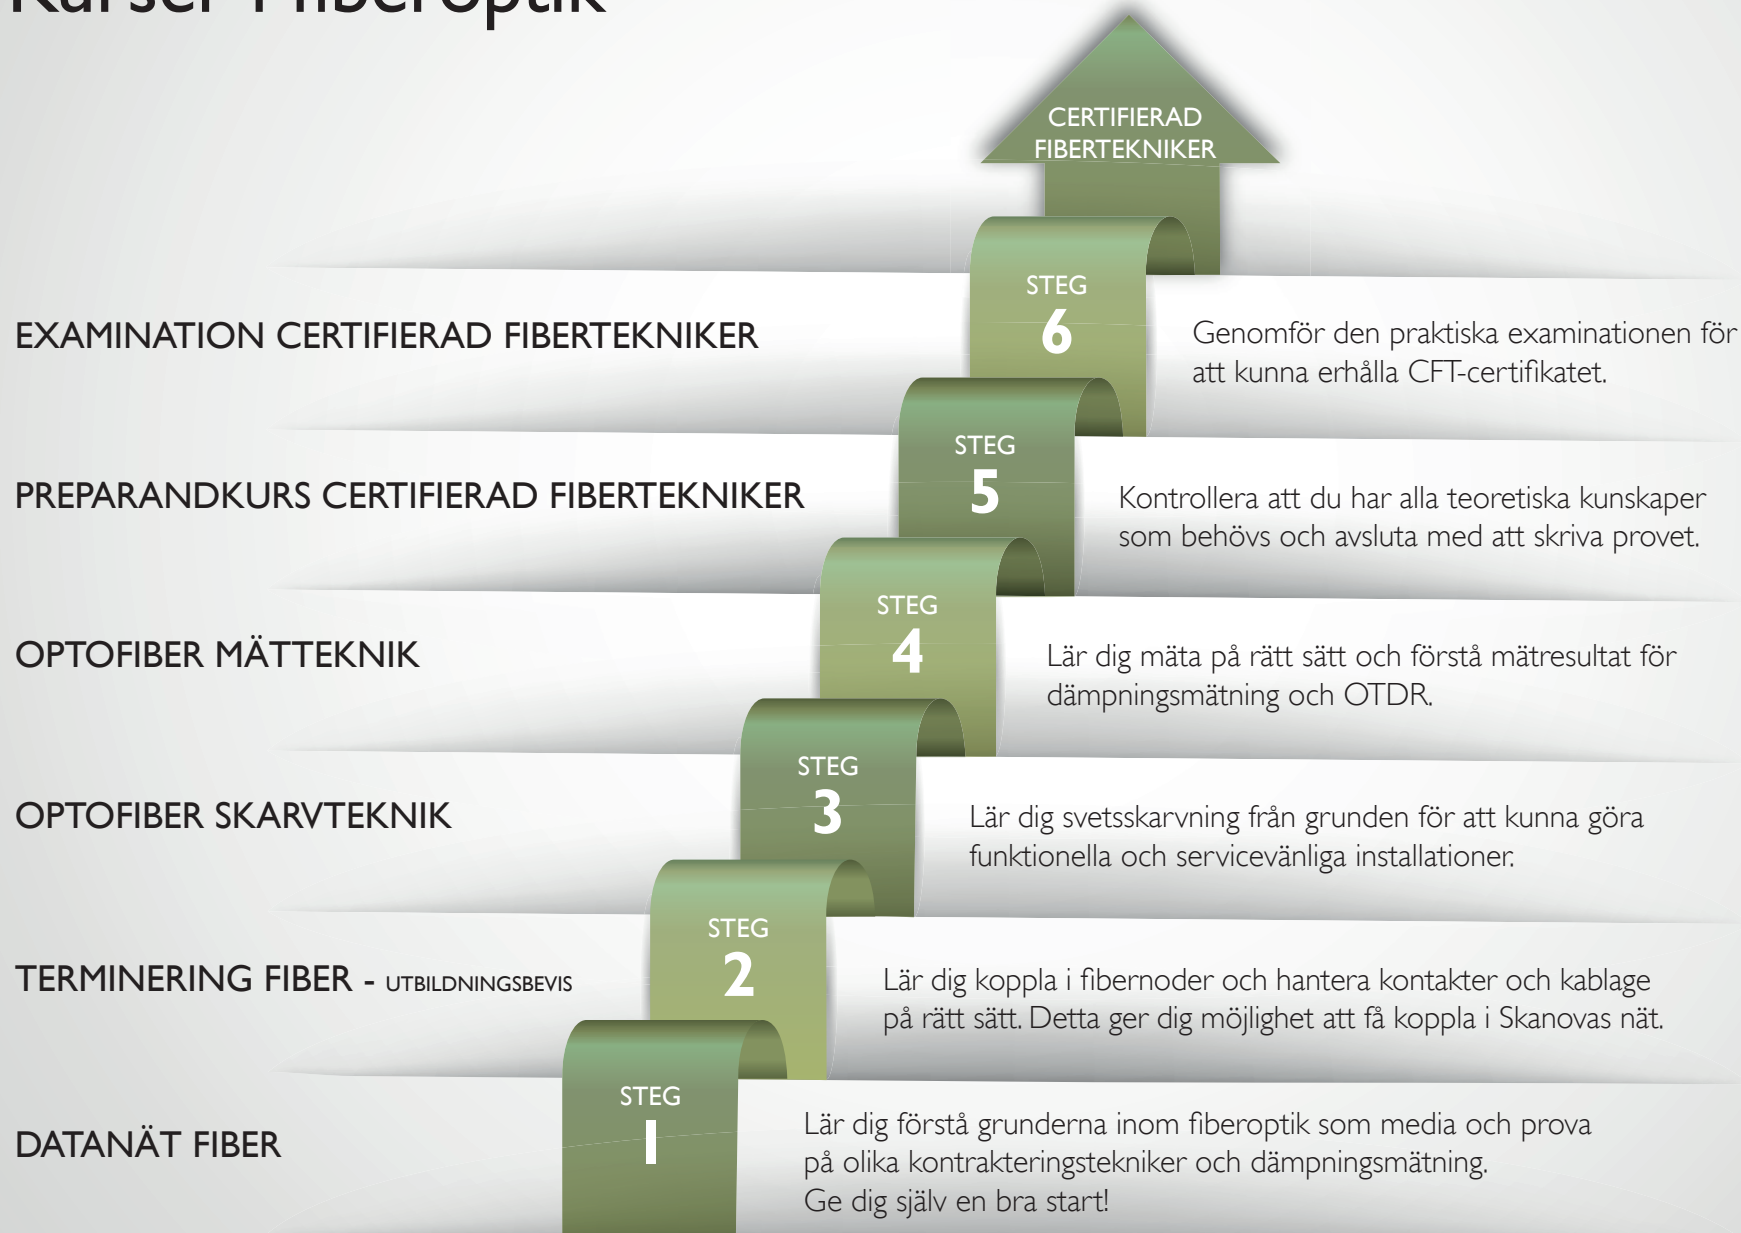 Kurser i fiberoptik
CERTIFIERAD
FIBERTEKNIKER
EXAMINATION CERTIFIERAD FIBERTEKNIKER
STEG
6
Genomför den praktiska examinationen för
att kunna erhålla CFT-certifikatet.
PREPARANDKURS CERTIFIERAD FIBERTEKNIKER
STEG
5
Kontrollera att du har alla teoretiska kunskaper
som behövs och avsluta med att skriva provet.
OPTOFIBER MÄTTEKNIK
STEG
4
Lär dig mäta på rätt sätt och förstå mätresultat för
dämpningsmätning och OTDR.
OPTOFIBER SKARVTEKNIK
STEG
3
Lär dig svetsskarvning från grunden för att kunna göra
funktionella och servicevänliga installationer.
TERMINERING FIBER - UTBILDNINGSBEVIS
STEG
2
Lär dig koppla i fibernoder och hantera kontakter och kablage
på rätt sätt. Detta ger dig möjlighet att få koppla i Skanovas nät.
DATANÄT FIBER
STEG
1
Lär dig förstå grunderna inom fiberoptik som media och prova
på olika kontrakteringstekniker och dämpningsmätning.
Ge dig själv en bra start!